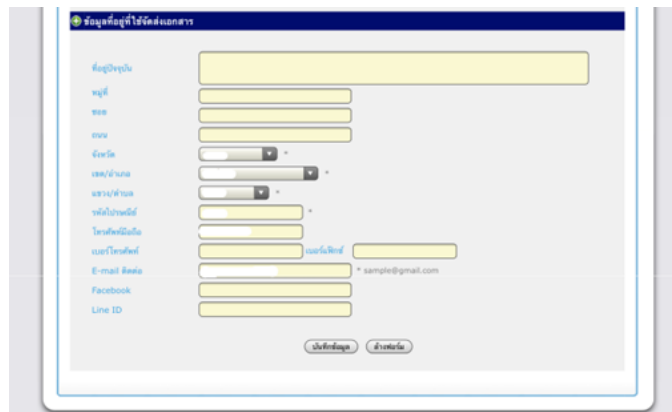 ข้อมูลที่อยู่ที่ใช้จัดส่งเอกสาร
ที่อยู่ปัจจุบัน
หมู่ที่
ซอย
ถนน
จังหวัด *
เขต/อำเภอ *
แขวง/ตำบล *
รหัสไปรษณีย์ *
โทรศัพท์มือถือ
เบอร์โทรศัพท์ เบอร์แฟ็กซ์
E-mail ติดต่อ * sample@gmail.com
Facebook
Line ID
บันทึกข้อมูล ล้างฟอร์ม